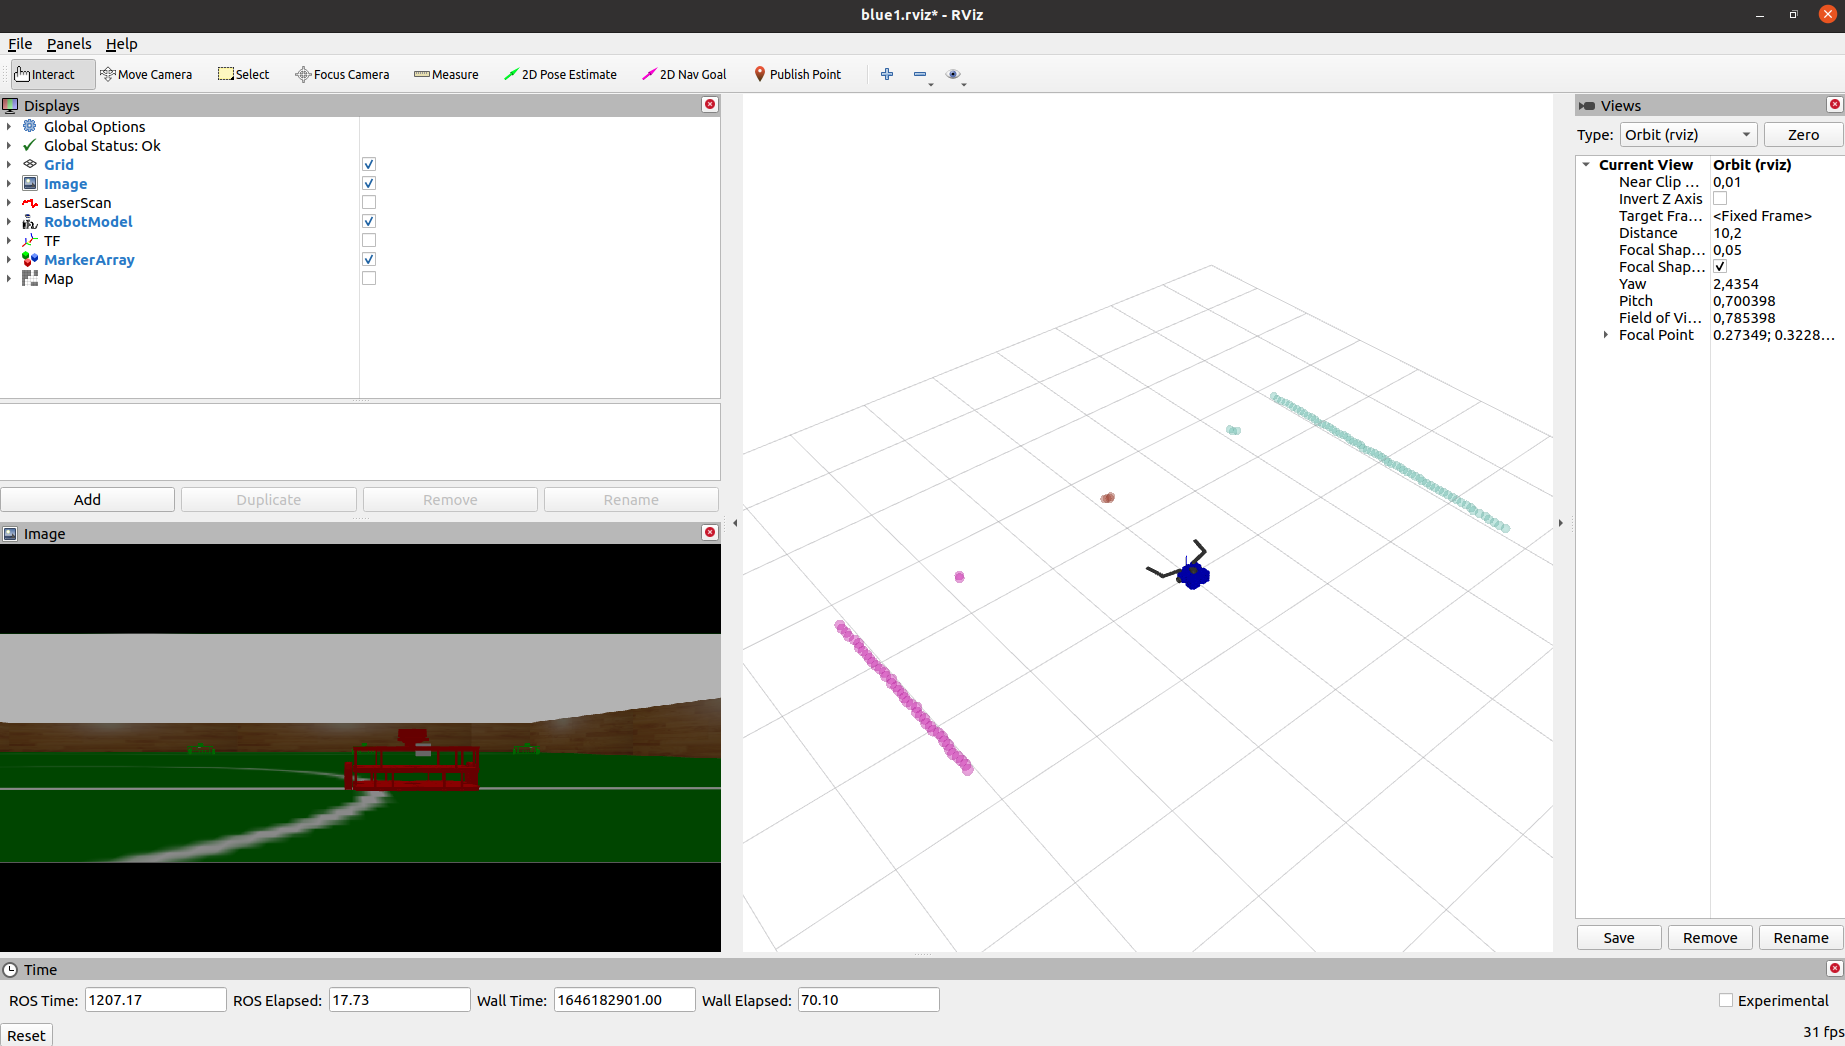 blue1.rviz* - RViz
File Panels Help
Interact Move Camera Select Focus Camera Measure 2D Pose Estimate 2D Nav Goal Publish Point
Displays
Global Options
Global Status: Ok
Grid
Image
LaserScan
RobotModel
TF
MarkerArray
Map
Add Duplicate Remove Rename
Image
Views
Type: Orbit (rviz) Zero
Current View Orbit (rviz)
Near Clip ... 0,01
Invert Z Axis
Target Fra... <Fixed Frame>
Distance 10,2
Focal Shap... 0,05
Focal Shap...
Yaw 2,4354
Pitch 0,700398
Field of Vi... 0,785398
Focal Point 0.27349; 0.3228...
Save Remove Rename
Time
ROS Time: 1207.17 ROS Elapsed: 17.73 Wall Time: 1646182901.00 Wall Elapsed: 70.10 Experimental
Reset 31 fps